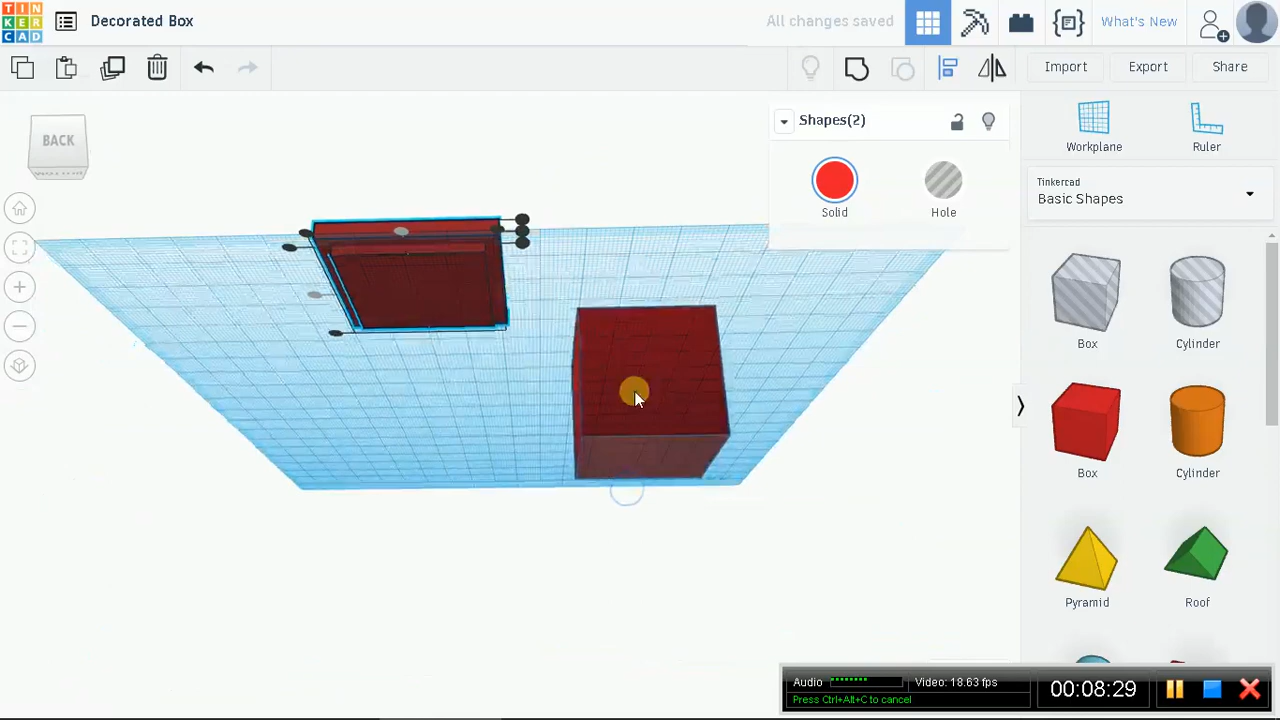 TIN
KER
CAD
Decorated Box
All changes saved
What's New
Import
Export
Share
BACK
Shapes(2)
Solid
Hole
Workplane
Ruler
Tinkercad
Basic Shapes
Box
Cylinder
Box
Cylinder
Pyramid
Roof
Audio
Video: 18.63 fps
Press Ctrl+Alt+C to cancel
00:08:29